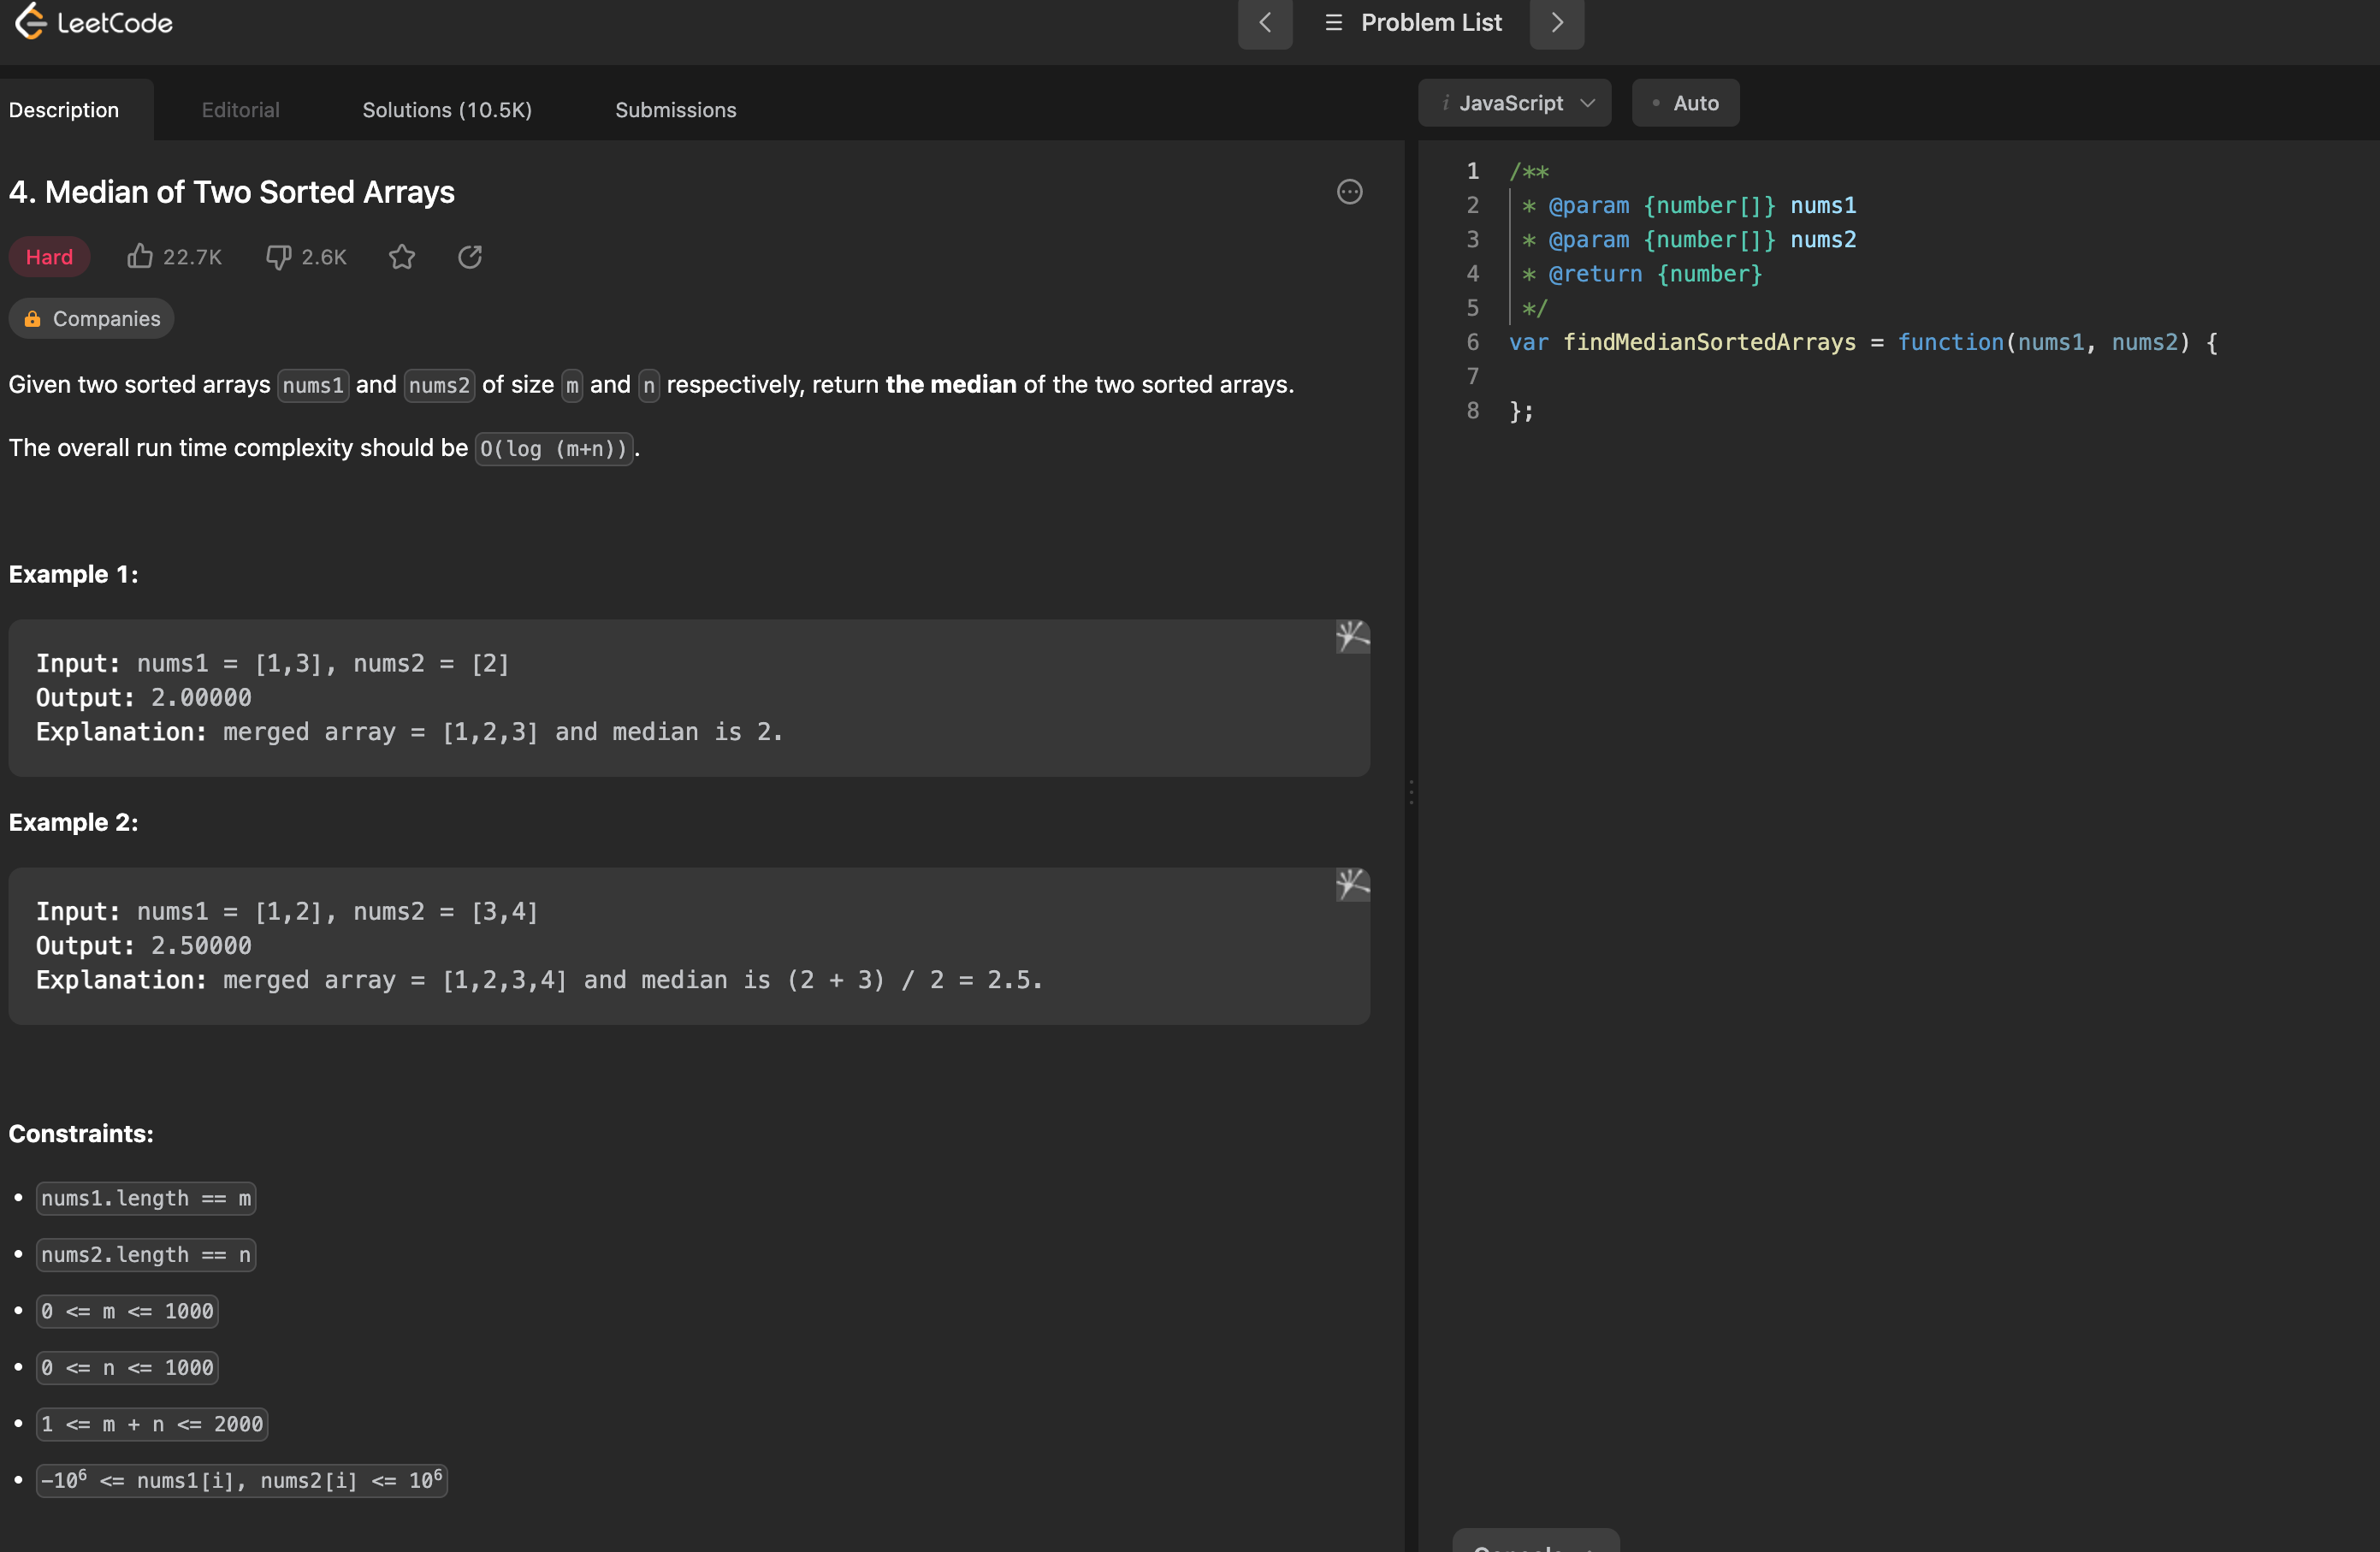 LeetCode
Problem List
Description Editorial Solutions (10.5K) Submissions
4. Median of Two Sorted Arrays
Hard 22.7K 2.6K
Companies
Given two sorted arrays nums1 and nums2 of size m and n respectively, return the median of the two sorted arrays.
The overall run time complexity should be O(log (m+n)).
Example 1:
Input: nums1 = [1,3], nums2 = [2]
Output: 2.00000
Explanation: merged array = [1,2,3] and median is 2.
Example 2:
Input: nums1 = [1,2], nums2 = [3,4]
Output: 2.50000
Explanation: merged array = [1,2,3,4] and median is (2 + 3) / 2 = 2.5.
Constraints:
• nums1.length == m
• nums2.length == n
• 0 <= m <= 1000
• 0 <= n <= 1000
• 1 <= m + n <= 2000
• -10⁶ <= nums1[i], nums2[i] <= 10⁶
i JavaScript • Auto
1 /**
2 * @param {number[]} nums1
3 * @param {number[]} nums2
4 * @return {number}
5 */
6 var findMedianSortedArrays = function(nums1, nums2) {
7
8 };